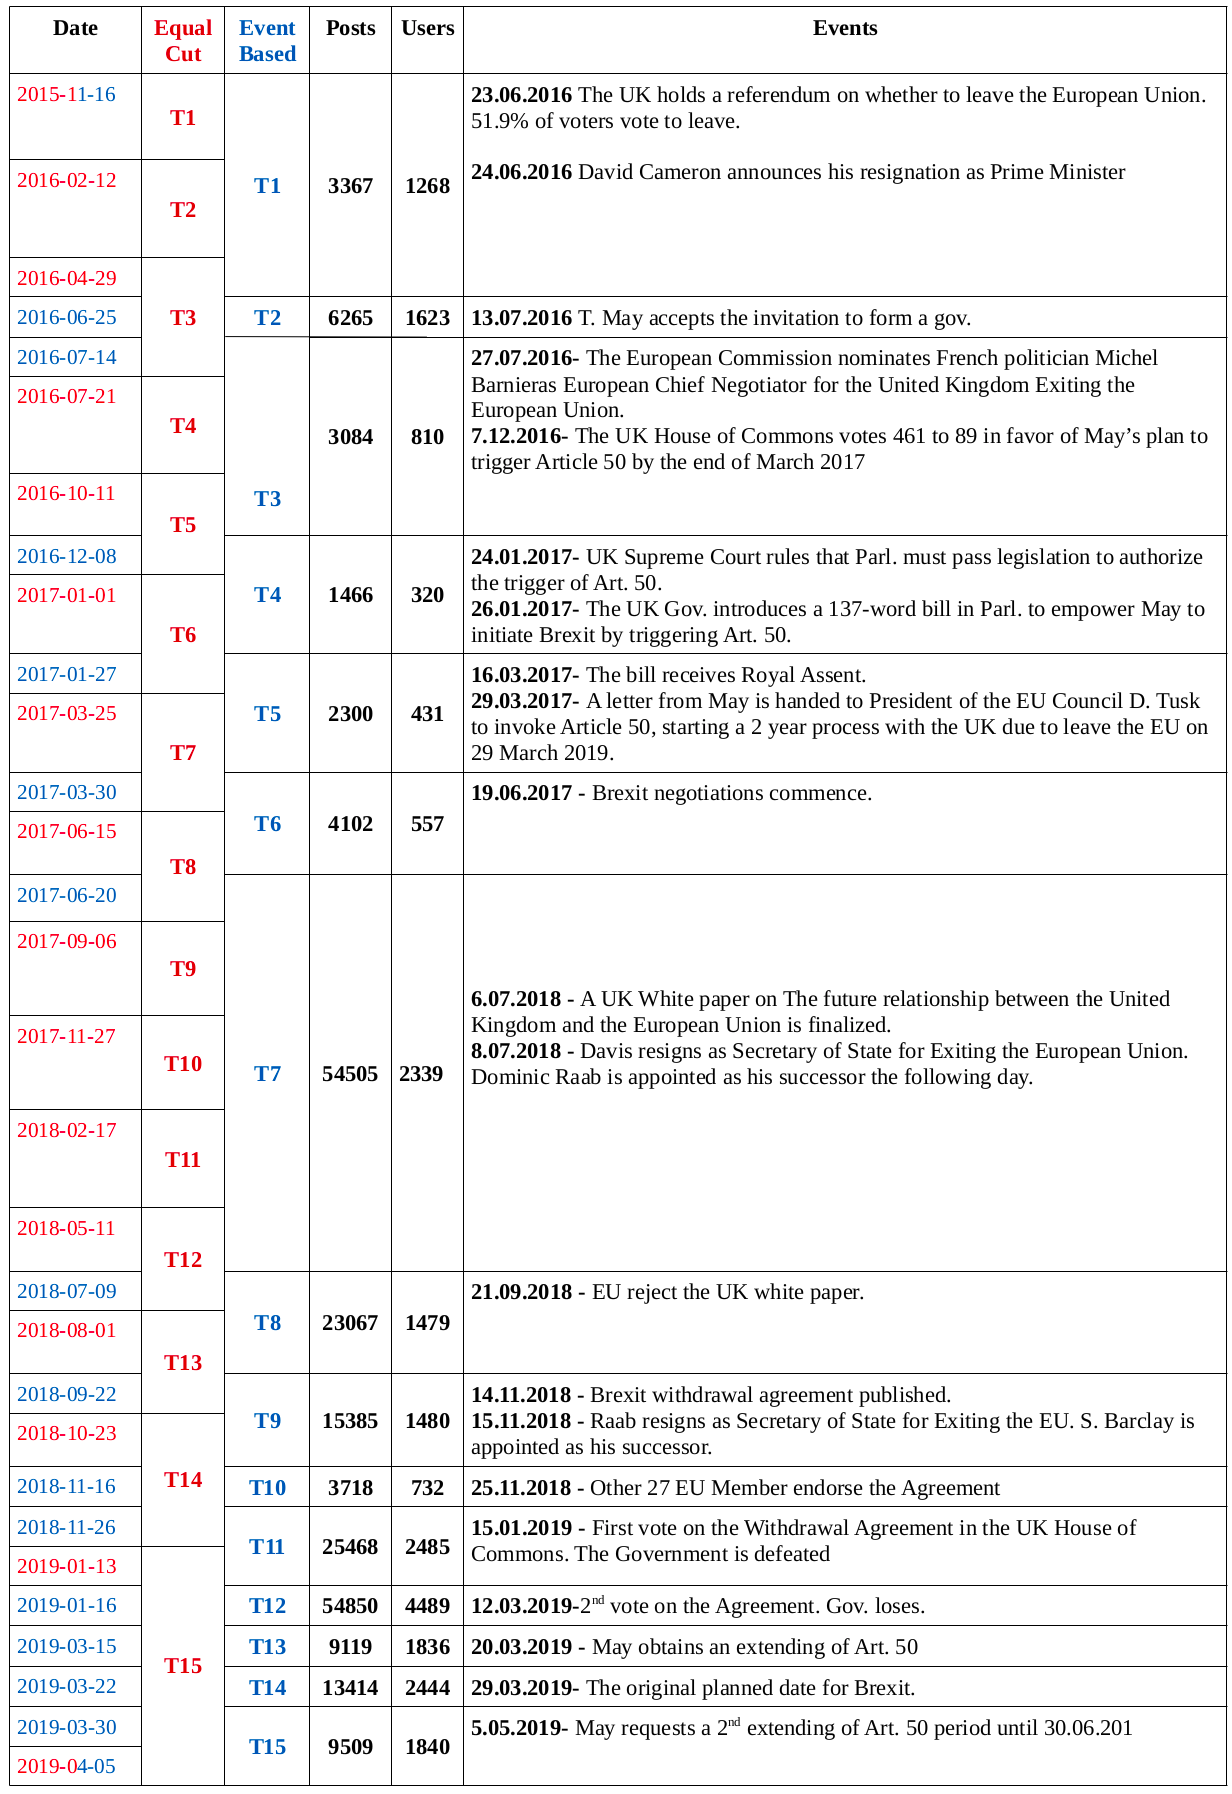 Date Equal Cut Event Based Posts Users Events
2015-11-16 T1 T1 3367 1268 23.06.2016 The UK holds a referendum on whether to leave the European Union.
51.9% of voters vote to leave.
24.06.2016 David Cameron announces his resignation as Prime Minister
2016-02-12 T2
2016-04-29 T3
2016-06-25 T2 6265 1623 13.07.2016 T. May accepts the invitation to form a gov.
2016-07-14 T3 3084 810 27.07.2016- The European Commission nominates French politician Michel
Barnieras European Chief Negotiator for the United Kingdom Exiting the
European Union.
7.12.2016- The UK House of Commons votes 461 to 89 in favor of May’s plan to
trigger Article 50 by the end of March 2017
2016-07-21 T4
2016-10-11 T5
2016-12-08 T4 1466 320 24.01.2017- UK Supreme Court rules that Parl. must pass legislation to authorize
the trigger of Art. 50.
26.01.2017- The UK Gov. introduces a 137-word bill in Parl. to empower May to
initiate Brexit by triggering Art. 50.
2017-01-01 T6
2017-01-27 T5 2300 431 16.03.2017- The bill receives Royal Assent.
29.03.2017- A letter from May is handed to President of the EU Council D. Tusk
to invoke Article 50, starting a 2 year process with the UK due to leave the EU on
29 March 2019.
2017-03-25 T7
2017-03-30 T6 4102 557 19.06.2017 - Brexit negotiations commence.
2017-06-15 T8
2017-06-20 T7 54505 2339 6.07.2018 - A UK White paper on The future relationship between the United
Kingdom and the European Union is finalized.
8.07.2018 - Davis resigns as Secretary of State for Exiting the European Union.
Dominic Raab is appointed as his successor the following day.
2017-09-06 T9
2017-11-27 T10
2018-02-17 T11
2018-05-11 T12
2018-07-09 T8 23067 1479 21.09.2018 - EU reject the UK white paper.
2018-08-01 T13
2018-09-22 T9 15385 1480 14.11.2018 - Brexit withdrawal agreement published.
15.11.2018 - Raab resigns as Secretary of State for Exiting the EU. S. Barclay is
appointed as his successor.
2018-10-23 T14
2018-11-16 T10 3718 732 25.11.2018 - Other 27 EU Member endorse the Agreement
2018-11-26 T11 25468 2485 15.01.2019 - First vote on the Withdrawal Agreement in the UK House of
Commons. The Government is defeated
2019-01-13 T15
2019-01-16 T12 54850 4489 12.03.2019-2nd vote on the Agreement. Gov. loses.
2019-03-15 T13 9119 1836 20.03.2019 - May obtains an extending of Art. 50
2019-03-22 T14 13414 2444 29.03.2019- The original planned date for Brexit.
2019-03-30 T15 9509 1840 5.05.2019- May requests a 2nd extending of Art. 50 period until 30.06.201
2019-04-05